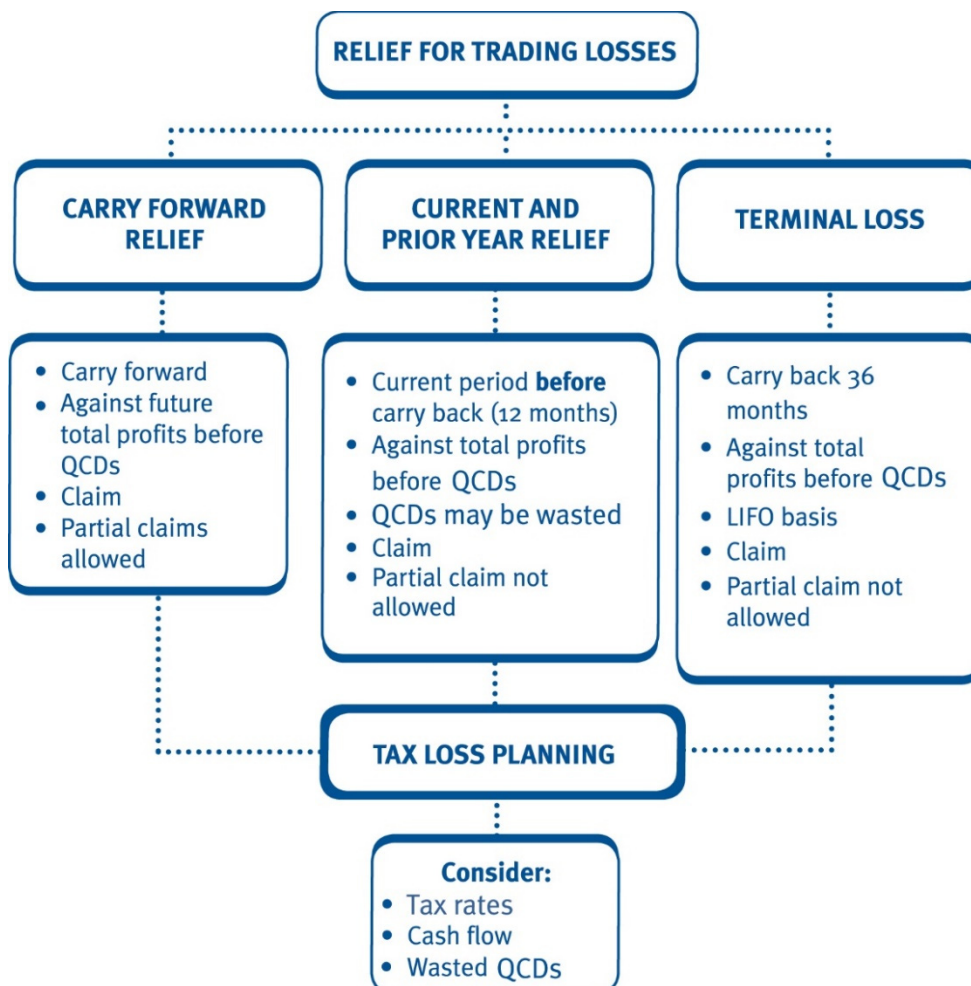 RELIEF FOR TRADING LOSSES
CARRY FORWARD
RELIEF
CURRENT AND
PRIOR YEAR RELIEF
TERMINAL LOSS
• Carry forward
• Against future
total profits before
QCDs
• Claim
• Partial claims
allowed
• Current period before
carry back (12 months)
• Against total profits
before QCDs
• QCDs may be wasted
• Claim
• Partial claim not
allowed
• Carry back 36
months
• Against total
profits before QCDs
• LIFO basis
• Claim
• Partial claim not
allowed
TAX LOSS PLANNING
Consider:
• Tax rates
• Cash flow
• Wasted QCDs